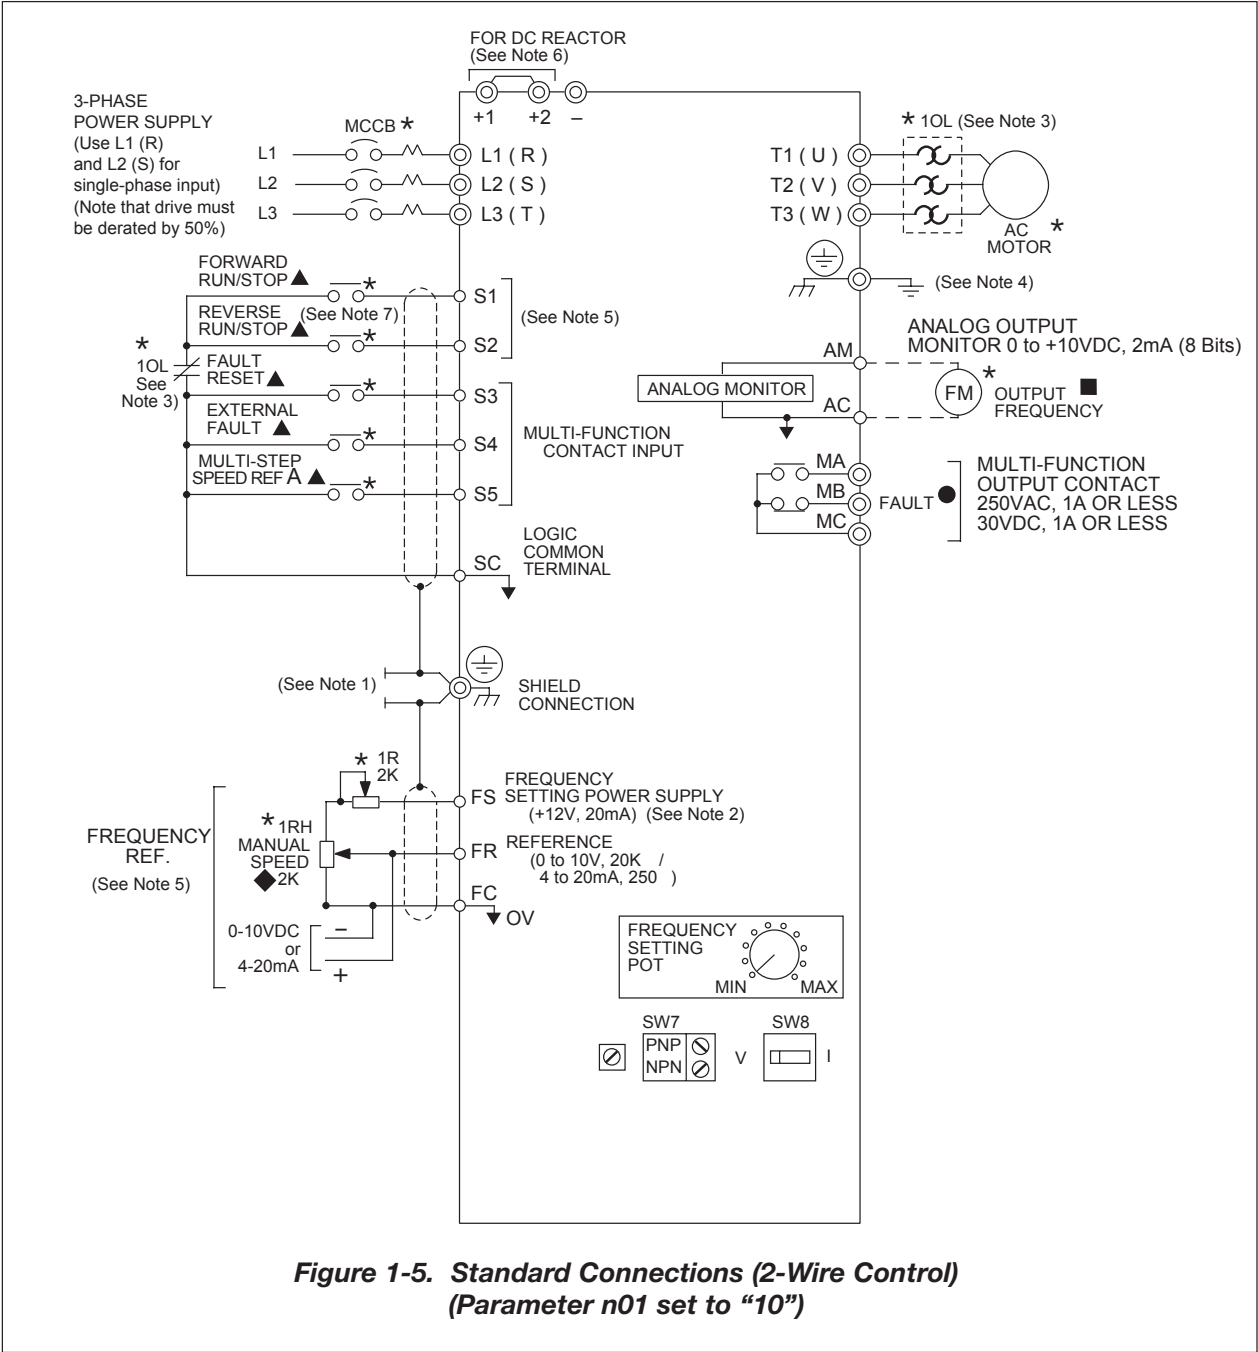 FOR DC REACTOR
(See Note 6)
+1 +2 –
3-PHASE
POWER SUPPLY
(Use L1 (R)
and L2 (S) for
single-phase input)
(Note that drive must
be derated by 50%)
MCCB *
L1
L2
L3
L1 ( R )
L2 ( S )
L3 ( T )
T1 ( U )
T2 ( V )
T3 ( W )
* 1OL (See Note 3)
AC
MOTOR *
(See Note 4)
FORWARD
RUN/STOP ▲
*
S1
REVERSE
RUN/STOP ▲
(See Note 7)
*
S2
(See Note 5)
*
1OL
See
Note 3)
FAULT
RESET ▲
*
S3
EXTERNAL
FAULT ▲
*
S4
MULTI-STEP
SPEED REF A ▲
*
S5
MULTI-FUNCTION
CONTACT INPUT
SC
LOGIC
COMMON
TERMINAL
ANALOG OUTPUT
MONITOR 0 to +10VDC, 2mA (8 Bits)
AM
ANALOG MONITOR
AC
FM
*
OUTPUT ■
FREQUENCY
MA
MB
MC
FAULT ●
MULTI-FUNCTION
OUTPUT CONTACT
250VAC, 1A OR LESS
30VDC, 1A OR LESS
(See Note 1)
SHIELD
CONNECTION
* 1R
2K
FS
FREQUENCY
SETTING POWER SUPPLY
(+12V, 20mA) (See Note 2)
FREQUENCY
REF.
(See Note 5)
* 1RH
MANUAL
SPEED
◆ 2K
FR
REFERENCE
(0 to 10V, 20K /
4 to 20mA, 250 )
FC
OV
0-10VDC
or
4-20mA
–
+
FREQUENCY
SETTING
POT
MIN MAX
SW7
PNP
NPN
SW8
V I
Figure 1-5. Standard Connections (2-Wire Control)
(Parameter n01 set to “10”)